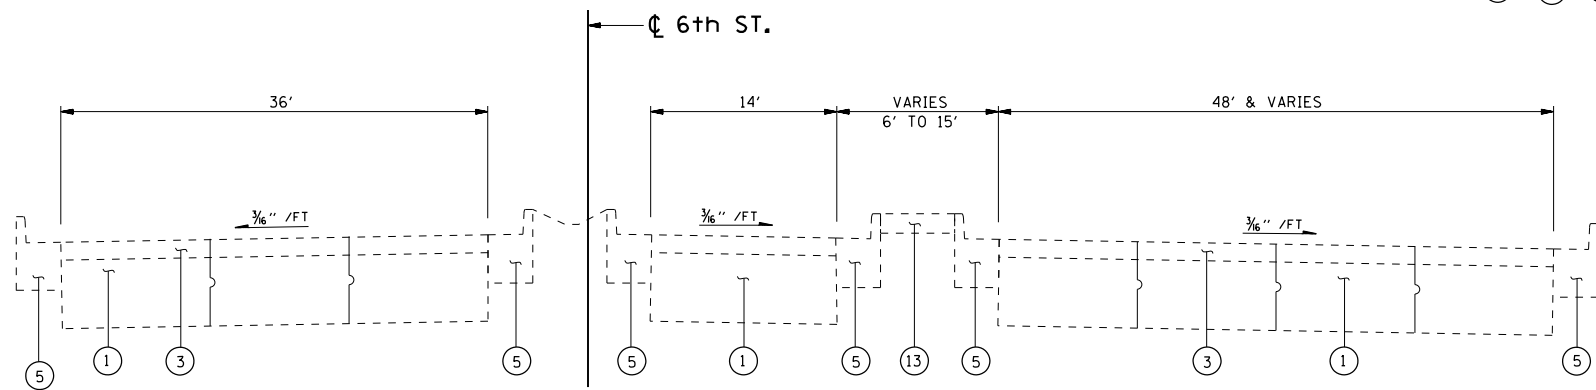 ℄ 6th ST.
36'
14'
VARIES
6' TO 15'
48' & VARIES
3/16" /FT
3/16" /FT
3/16" /FT
5
1
3
5
5
1
5
13
5
3
1
5